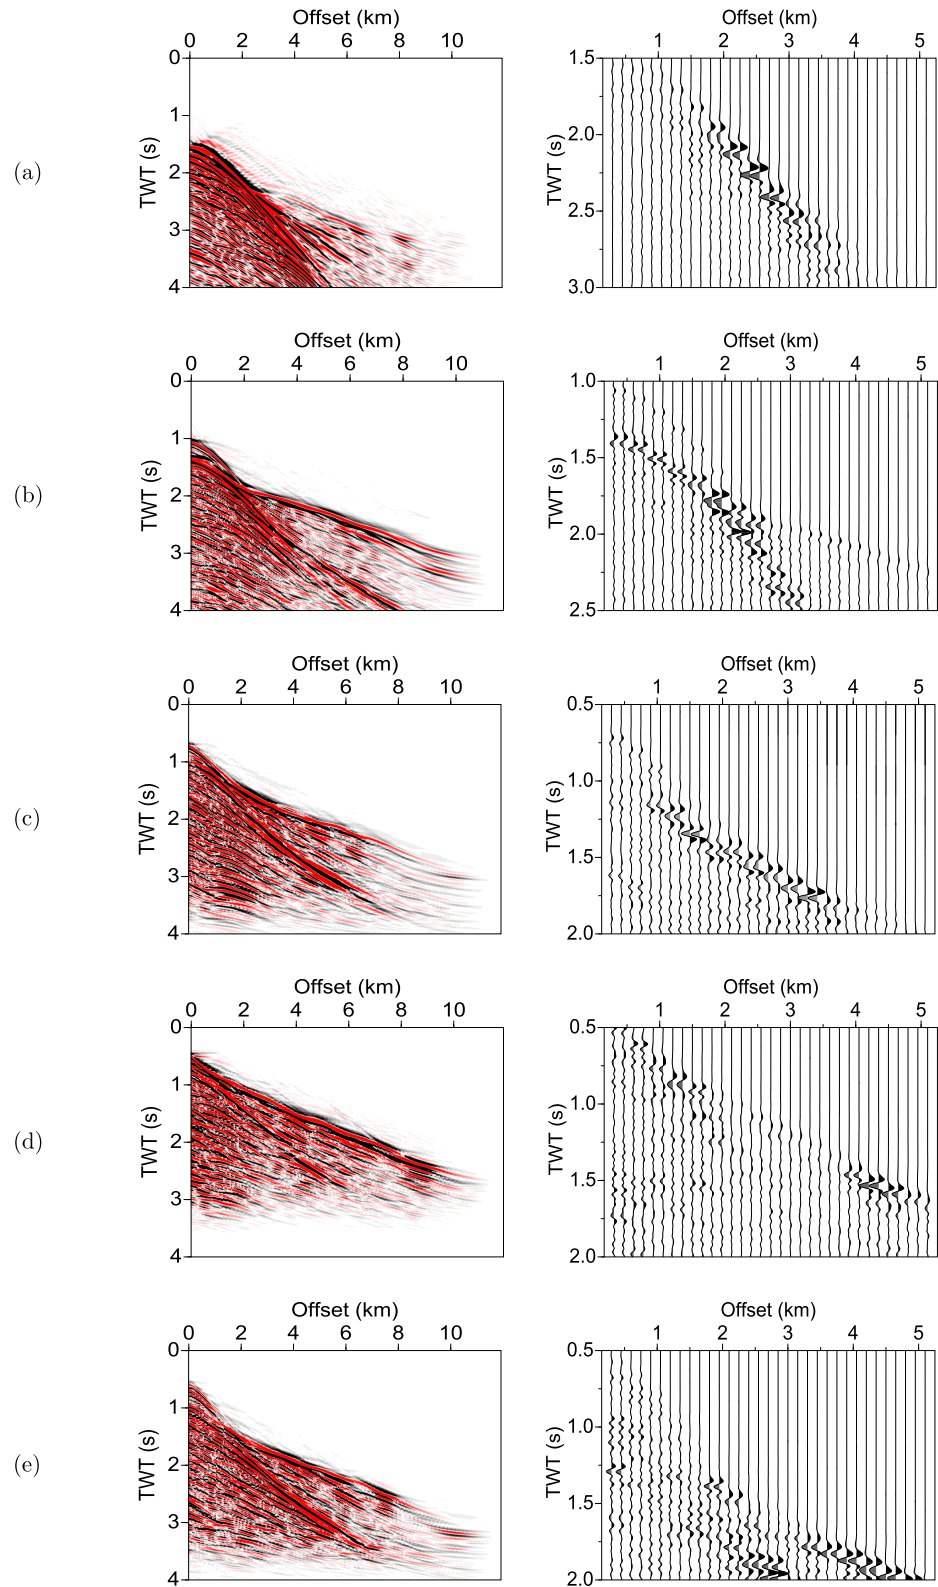 Offset (km) Offset (km)
0 2 4 6 8 10 1 2 3 4 5
(a) TWT (s) 0 1 2 3 4 TWT (s) 1.5 2.0 2.5 3.0
Offset (km) Offset (km)
0 2 4 6 8 10 1 2 3 4 5
(b) TWT (s) 0 1 2 3 4 TWT (s) 1.0 1.5 2.0 2.5
Offset (km) Offset (km)
0 2 4 6 8 10 1 2 3 4 5
(c) TWT (s) 0 1 2 3 4 TWT (s) 0.5 1.0 1.5 2.0
Offset (km) Offset (km)
0 2 4 6 8 10 1 2 3 4 5
(d) TWT (s) 0 1 2 3 4 TWT (s) 0.5 1.0 1.5 2.0
Offset (km) Offset (km)
0 2 4 6 8 10 1 2 3 4 5
(e) TWT (s) 0 1 2 3 4 TWT (s) 0.5 1.0 1.5 2.0